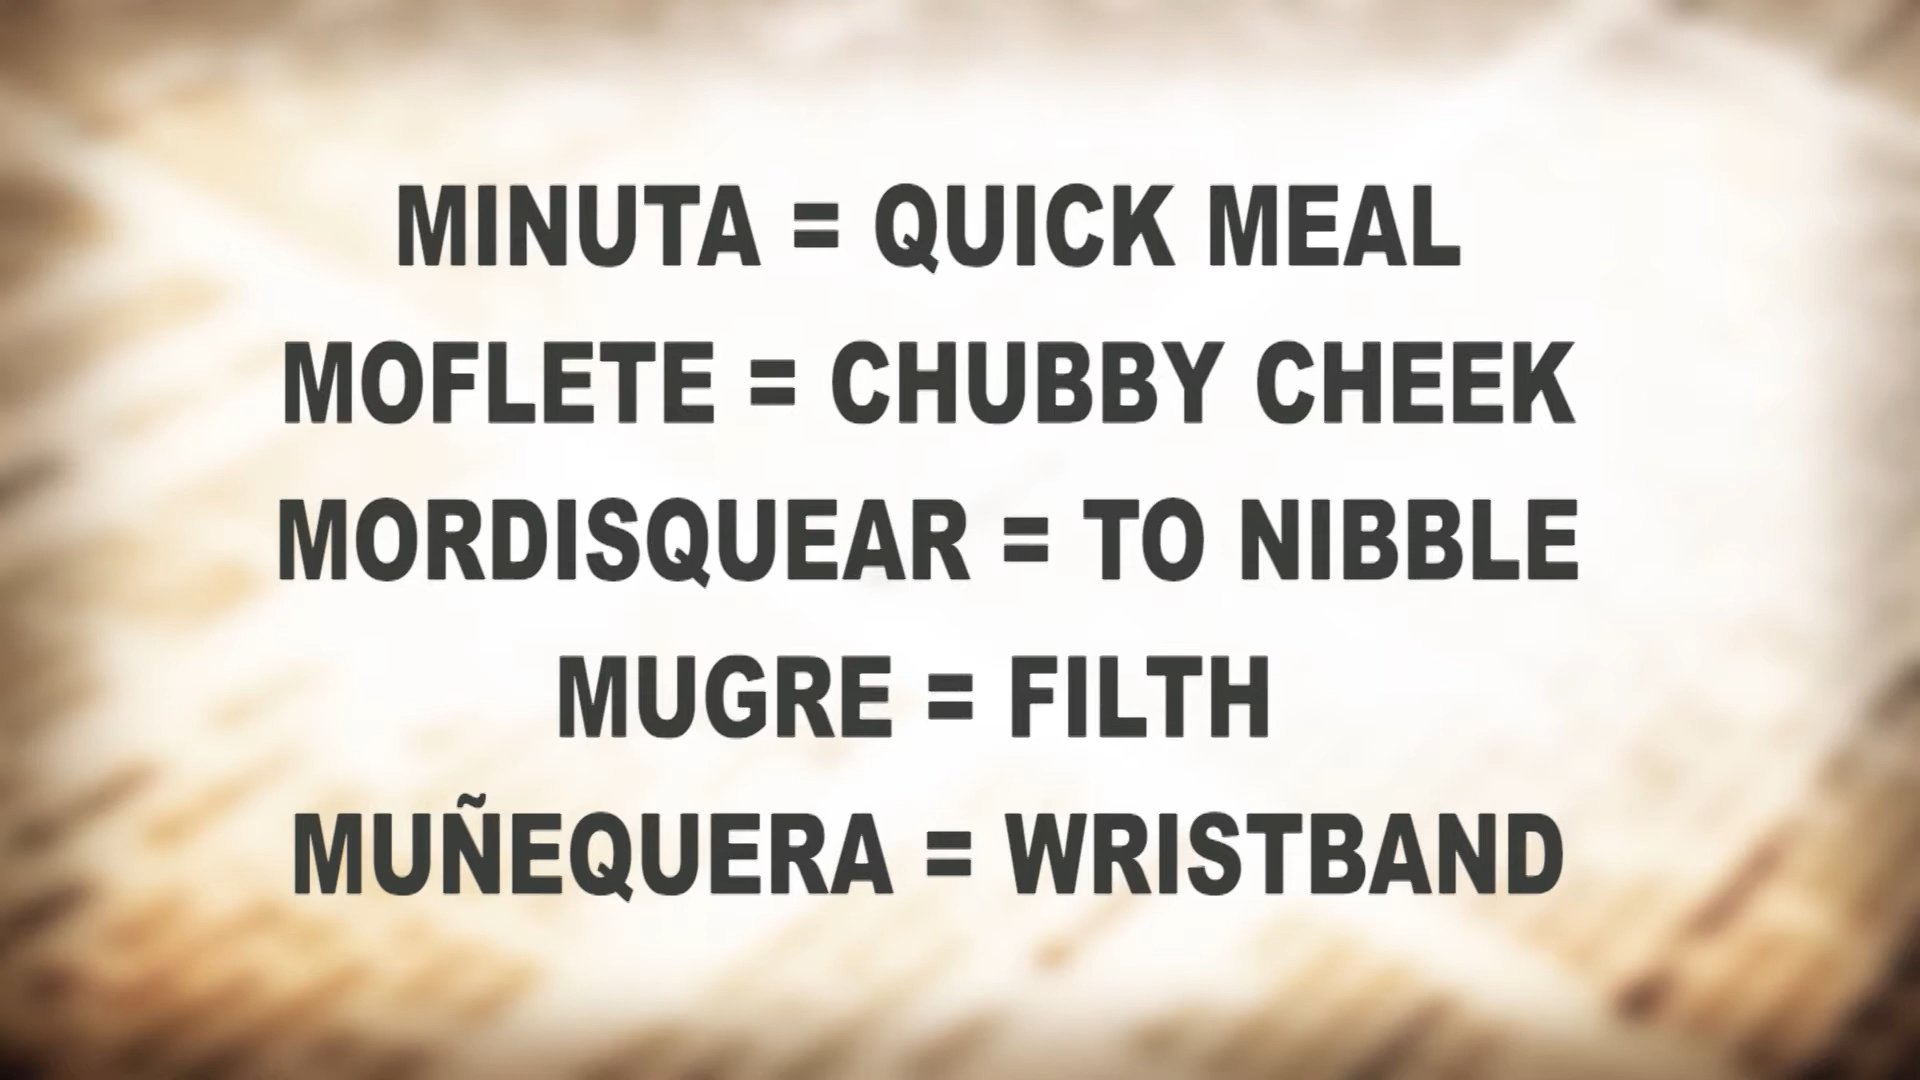 MINUTA = QUICK MEAL
MOFLETE = CHUBBY CHEEK
MORDISQUEAR = TO NIBBLE
MUGRE = FILTH
MUÑEQUERA = WRISTBAND